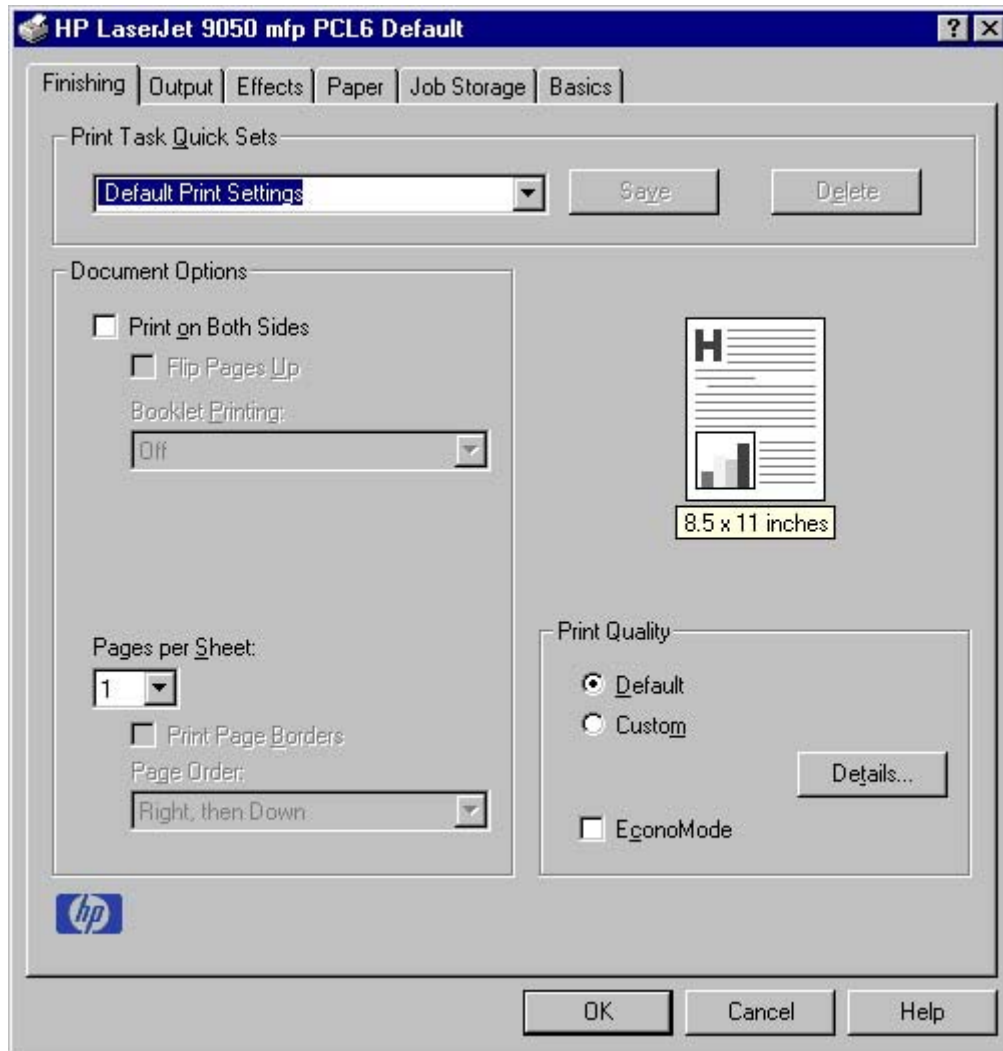 HP LaserJet 9050 mfp PCL6 Default
Finishing Output Effects Paper Job Storage Basics
Print Task Quick Sets
Default Print Settings Save Delete
Document Options
Print on Both Sides
Flip Pages Up
Booklet Printing:
Off
H
8.5 x 11 inches
Pages per Sheet:
1
Print Page Borders
Page Order:
Right, then Down
Print Quality
Default
Custom
Details...
EconoMode
hp
OK Cancel Help